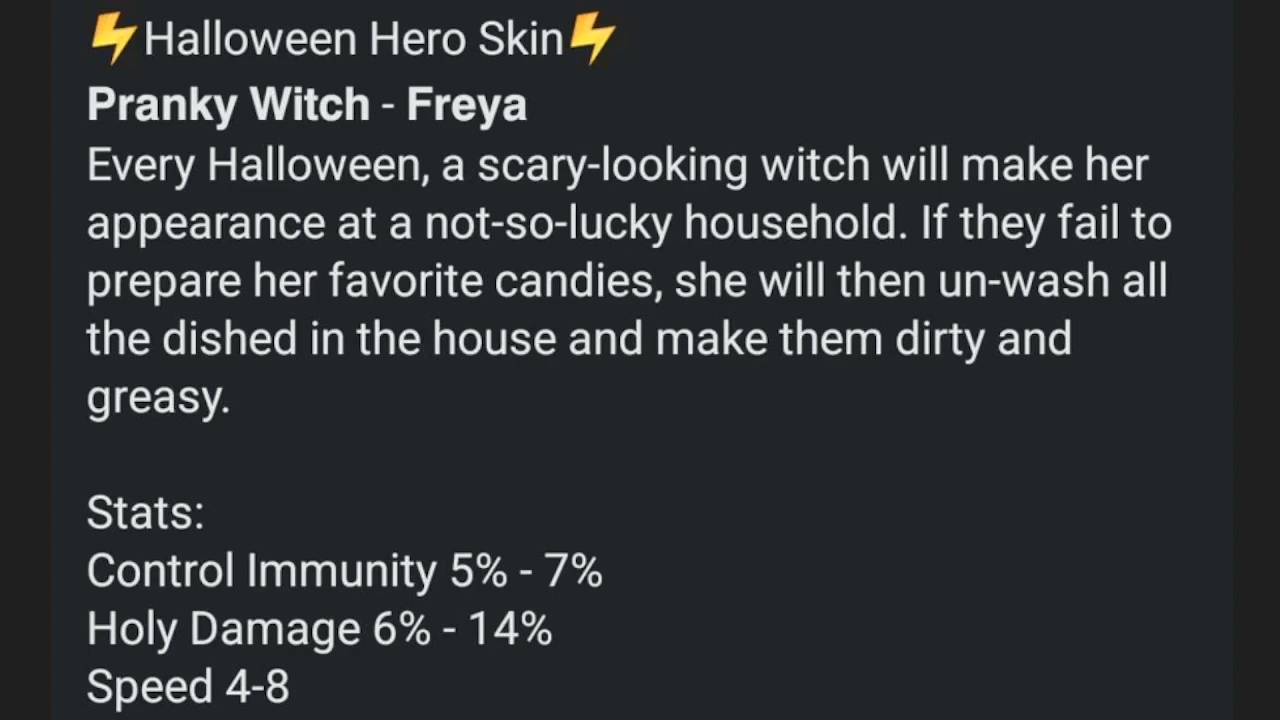 ⚡Halloween Hero Skin⚡
Pranky Witch - Freya
Every Halloween, a scary-looking witch will make her
appearance at a not-so-lucky household. If they fail to
prepare her favorite candies, she will then un-wash all
the dished in the house and make them dirty and
greasy.
Stats:
Control Immunity 5% - 7%
Holy Damage 6% - 14%
Speed 4-8